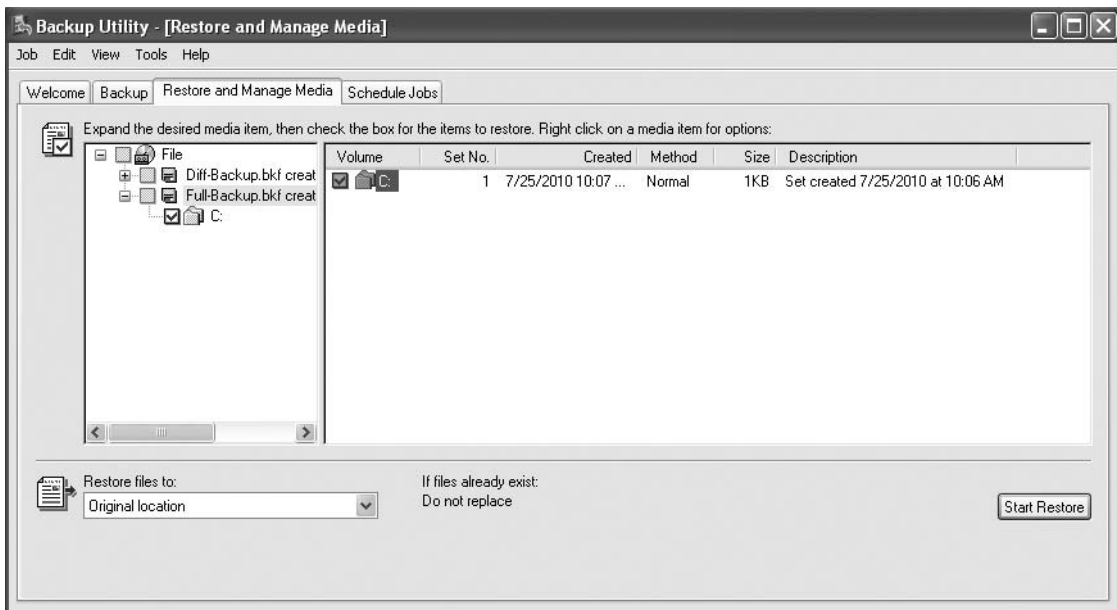 Backup Utility - [Restore and Manage Media]
Job Edit View Tools Help
Welcome Backup Restore and Manage Media Schedule Jobs
Expand the desired media item, then check the box for the items to restore. Right click on a media item for options:
File
Diff-Backup.bkf creat
Full-Backup.bkf creat
C:
Volume Set No. Created Method Size Description
C: 1 7/25/2010 10:07 ... Normal 1KB Set created 7/25/2010 at 10:06 AM
Restore files to:
Original location
If files already exist:
Do not replace
Start Restore